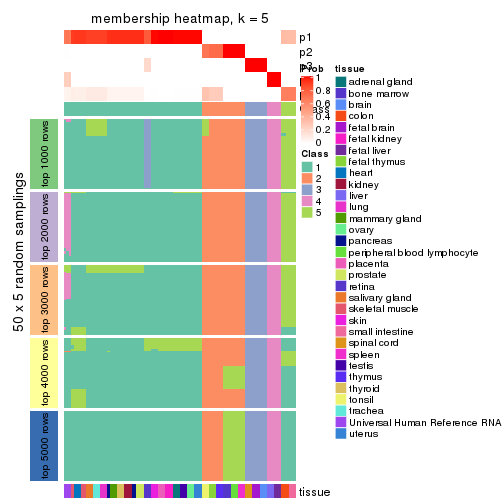 membership heatmap, k = 5
p1
p2
p3
Prob
1
0.8
0.6
0.4
0.2
0
Class
1
2
3
4
5
50 x 5 random samplings
top 1000 rows
top 2000 rows
top 3000 rows
top 4000 rows
top 5000 rows
tissue
tissue
adrenal gland
bone marrow
brain
colon
fetal brain
fetal kidney
fetal liver
fetal thymus
heart
kidney
liver
lung
mammary gland
ovary
pancreas
peripheral blood lymphocyte
placenta
prostate
retina
salivary gland
skeletal muscle
skin
small intestine
spinal cord
spleen
testis
thymus
thyroid
tonsil
trachea
Universal Human Reference RNA
uterus